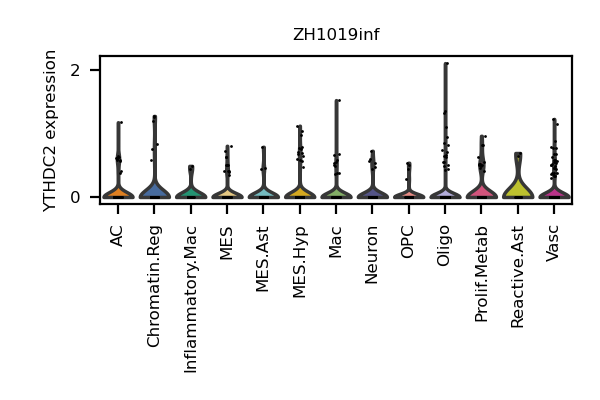 ZH1019inf
YTHDC2 expression
2
0
AC
Chromatin.Reg
Inflammatory.Mac
MES
MES.Ast
MES.Hyp
Mac
Neuron
OPC
Oligo
Prolif.Metab
Reactive.Ast
Vasc